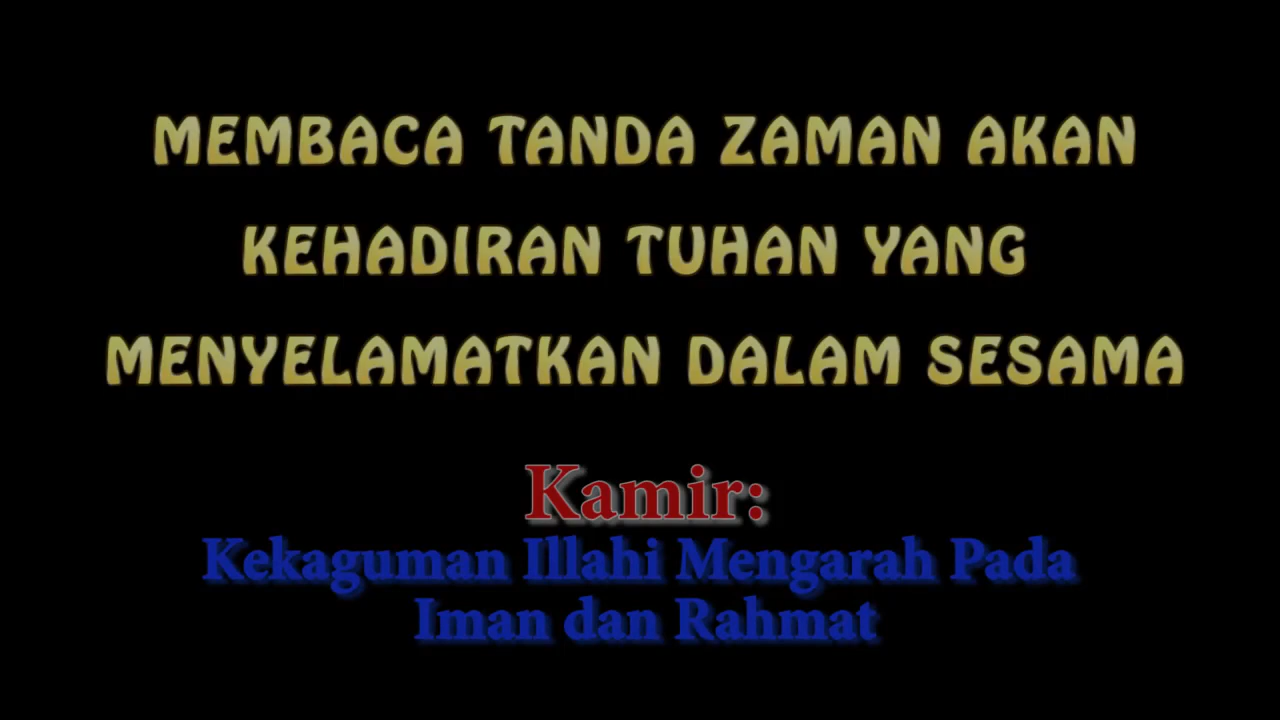 MEMBACA TANDA ZAMAN AKAN
KEHADIRAN TUHAN YANG
MENYELAMATKAN DALAM SESAMA
Kamir:
Kekaguman Illahi Mengarah Pada
Iman dan Rahmat